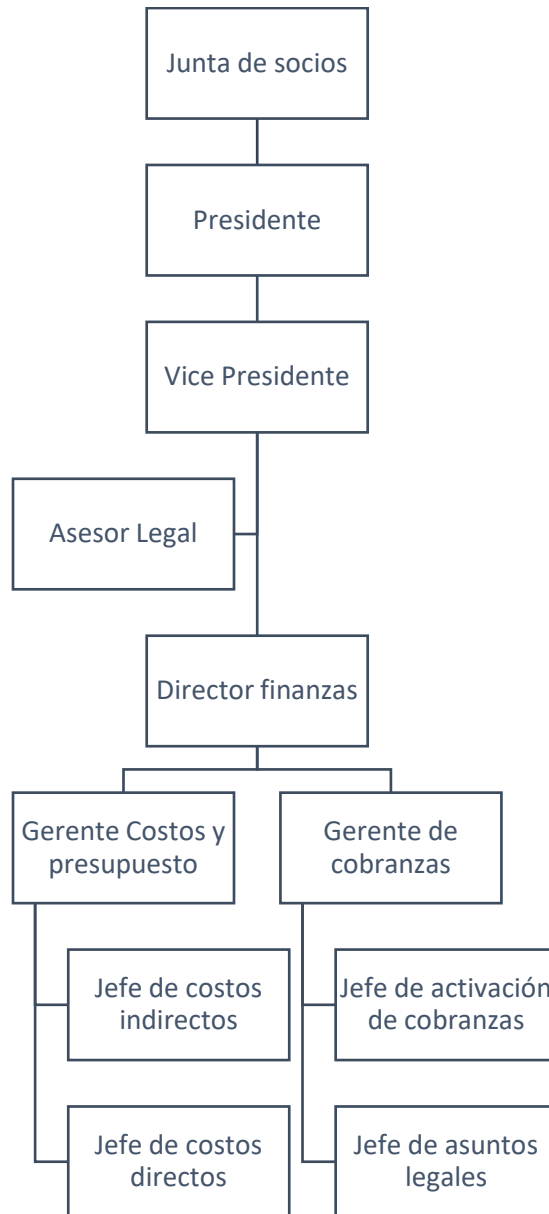 Junta de socios
Presidente
Vice Presidente
Asesor Legal
Director finanzas
Gerente Costos y
presupuesto
Gerente de
cobranzas
Jefe de costos
indirectos
Jefe de activación
de cobranzas
Jefe de costos
directos
Jefe de asuntos
legales